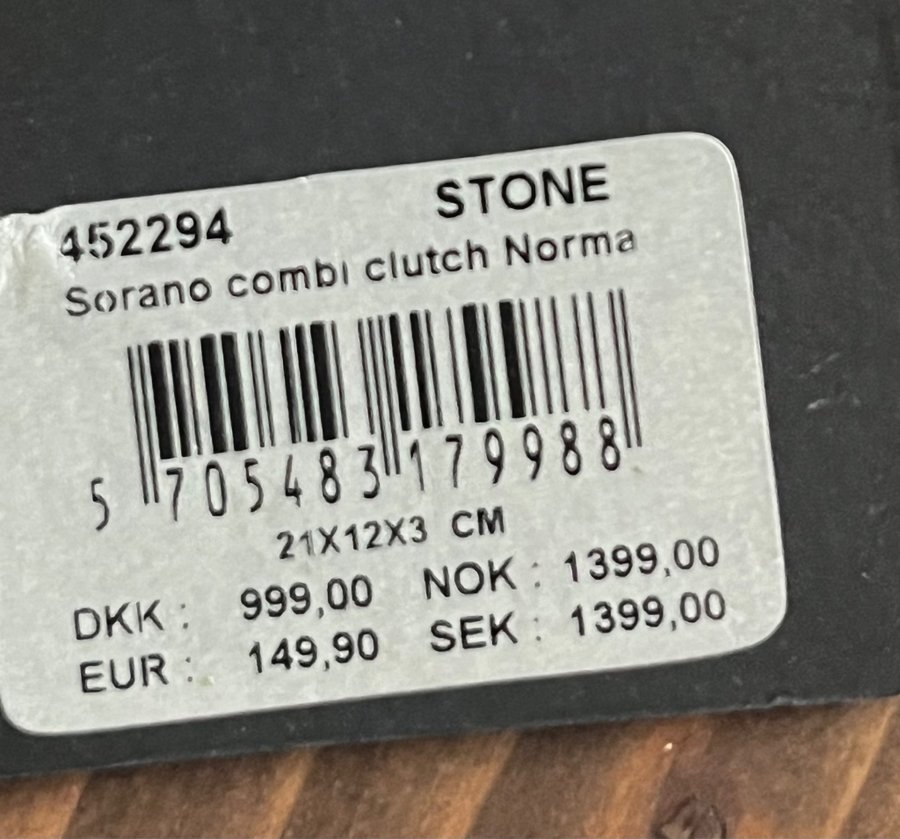 452294 STONE
Sorano combi clutch Norma
5 705483 179988
21X12X3 CM
DKK : 999,00 NOK : 1399,00
EUR : 149,90 SEK : 1399,00